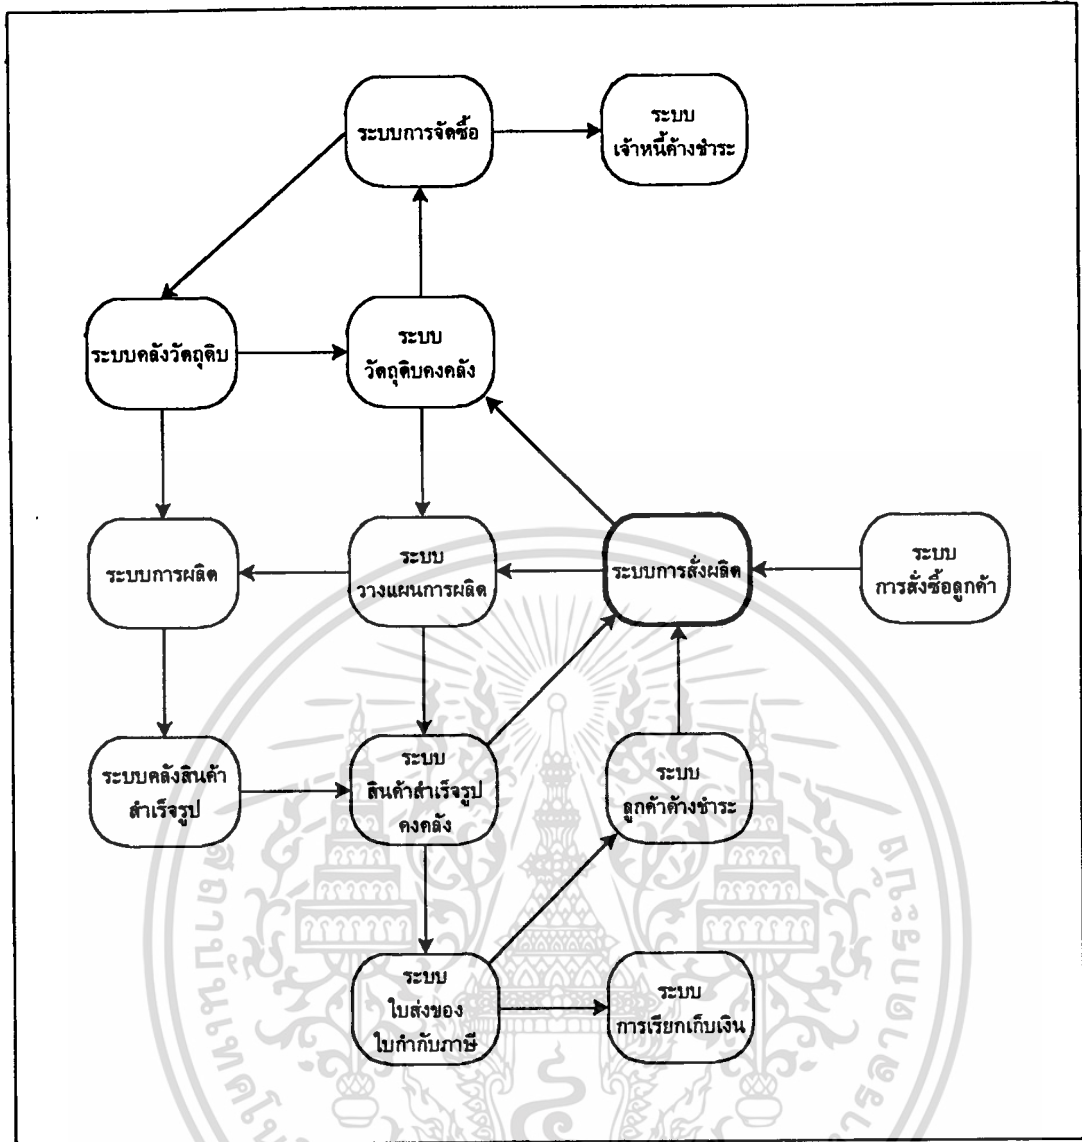 ระบบการจัดซื้อ
ระบบ
เจ้าหนี้ค้างชำระ
ระบบคลังวัตถุดิบ
ระบบ
วัตถุดิบคงคลัง
ระบบการผลิต
ระบบ
วางแผนการผลิต
ระบบการสั่งผลิต
ระบบ
การสั่งซื้อลูกค้า
ระบบคลังสินค้า
สำเร็จรูป
ระบบ
สินค้าสำเร็จรูป
คงคลัง
ระบบ
ลูกค้าค้างชำระ
ระบบ
ใบส่งของ
ใบกำกับภาษี
ระบบ
การเรียกเก็บเงิน